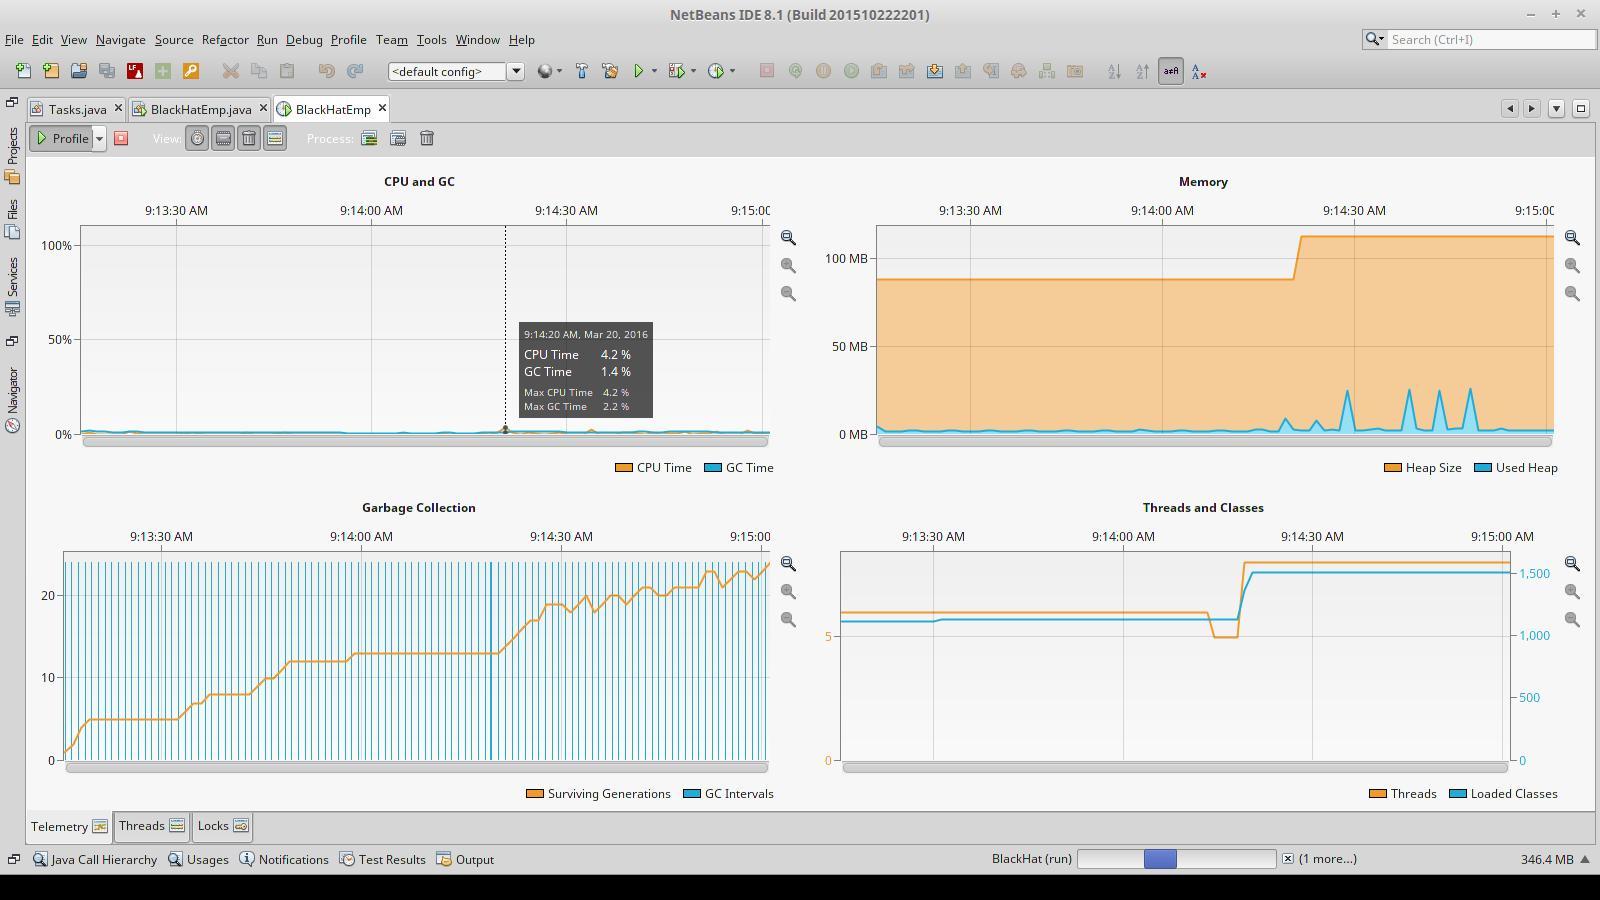 NetBeans IDE 8.1 (Build 201510222201)
File Edit View Navigate Source Refactor Run Debug Profile Team Tools Window Help
Search (Ctrl+I)
<default config>
Tasks.java BlackHatEmp.java BlackHatEmp
Profile View: Process:
Projects
Files
Services
Navigator
CPU and GC
9:13:30 AM 9:14:00 AM 9:14:30 AM 9:15:00
100%
50%
0%
9:14:20 AM, Mar 20, 2016
CPU Time 4.2 %
GC Time 1.4 %
Max CPU Time 4.2 %
Max GC Time 2.2 %
CPU Time GC Time
Memory
9:13:30 AM 9:14:00 AM 9:14:30 AM 9:15:00
100 MB
50 MB
0 MB
Heap Size Used Heap
Garbage Collection
9:13:30 AM 9:14:00 AM 9:14:30 AM 9:15:00
20
10
0
Surviving Generations GC Intervals
Threads and Classes
9:13:30 AM 9:14:00 AM 9:14:30 AM 9:15:00 AM
1,500
5 1,000
500
0 0
Threads Loaded Classes
Telemetry Threads Locks
Java Call Hierarchy Usages Notifications Test Results Output BlackHat (run) (1 more...) 346.4 MB